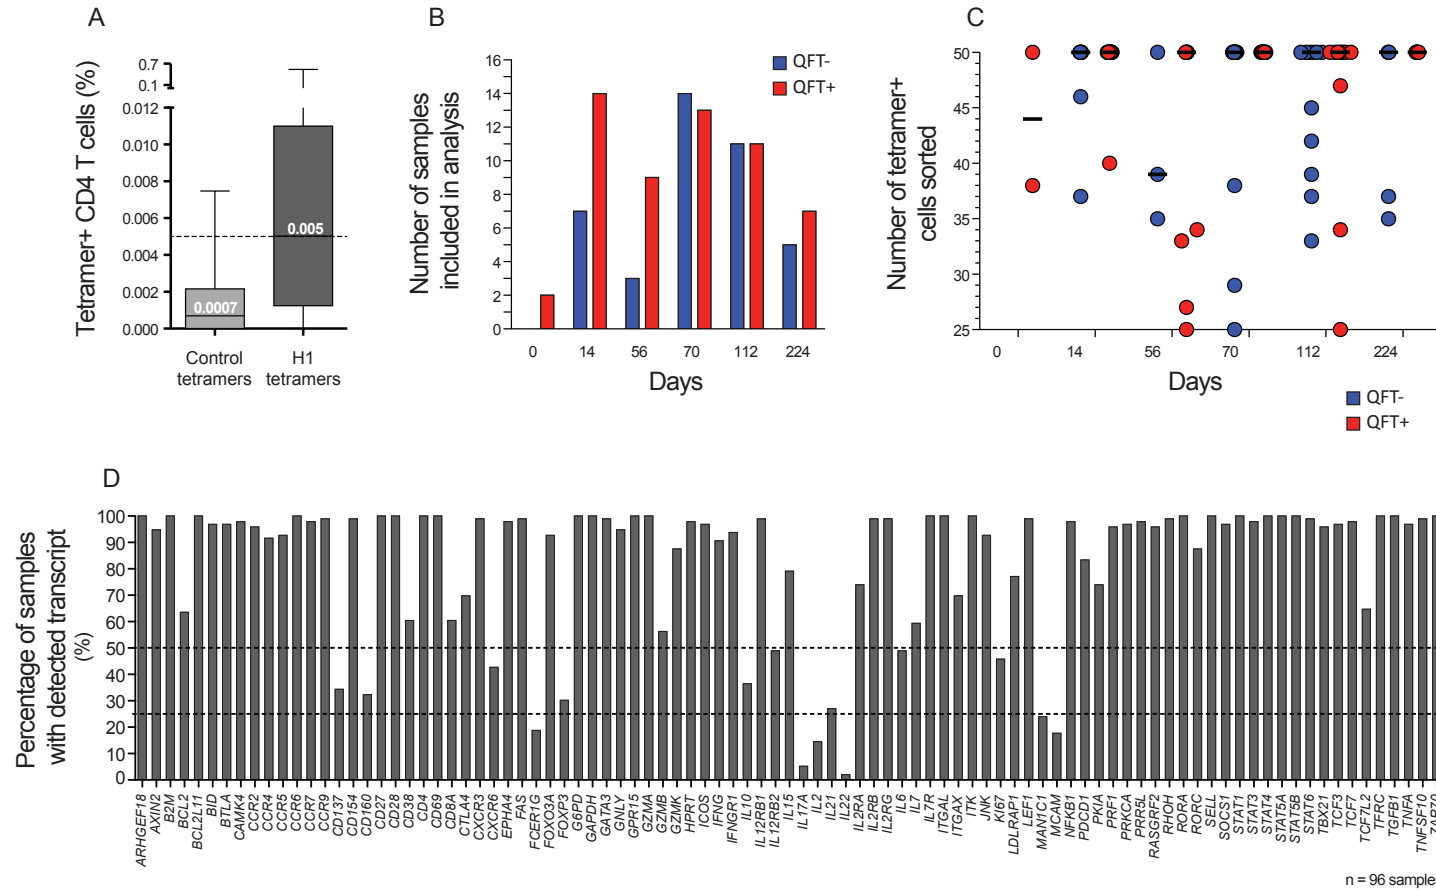 A
Tetramer+ CD4 T cells (%)
0.7
0.1
0.012
0.010
0.008
0.006
0.004
0.002
0.000
0.0007
0.005
Control
tetramers
H1
tetramers
B
Number of samples
included in analysis
16
14
12
10
8
6
4
2
0
0 14 56 70 112 224
Days
QFT-
QFT+
C
Number of tetramer+
cells sorted
50
45
40
35
30
25
0 14 56 70 112 224
Days
QFT-
QFT+
D
Percentage of samples
with detected transcript
(%)
100
90
80
70
60
50
40
30
20
10
0
ARHGEF18
AXIN2
B2M
BCL2
BCL2L11
BID
BTLA
CAMK4
CCR2
CCR4
CCR5
CCR6
CCR7
CCR9
CD137
CD154
CD160
CD27
CD28
CD38
CD4
CD69
CD8A
CTLA4
CXCR3
CXCR6
EPHA4
FAS
FCER1G
FOXO3A
FOXP3
G6PD
GAPDH
GATA3
GNLY
GPR15
GZMA
GZMB
GZMK
HPRT
ICOS
IFNG
IFNGR1
IL10
IL12RB1
IL12RB2
IL15
IL17A
IL2
IL21
IL22
IL2RA
IL2RB
IL2RG
IL6
IL7
IL7R
ITGAL
ITGAX
ITK
JNK
KI67
LDLRAP1
LEF1
MAN1C1
MCAM
NFKB1
PDCD1
PKIA
PRF1
PRKCA
PRR5L
RASGRF2
RHOH
RORA
RORC
SELL
SOCS1
STAT1
STAT3
STAT4
STAT5A
STAT5B
STAT6
TBX21
TCF3
TCF7
TCF7L2
TFRC
TGFB1
TNFA
TNFSF10
n = 96 samples